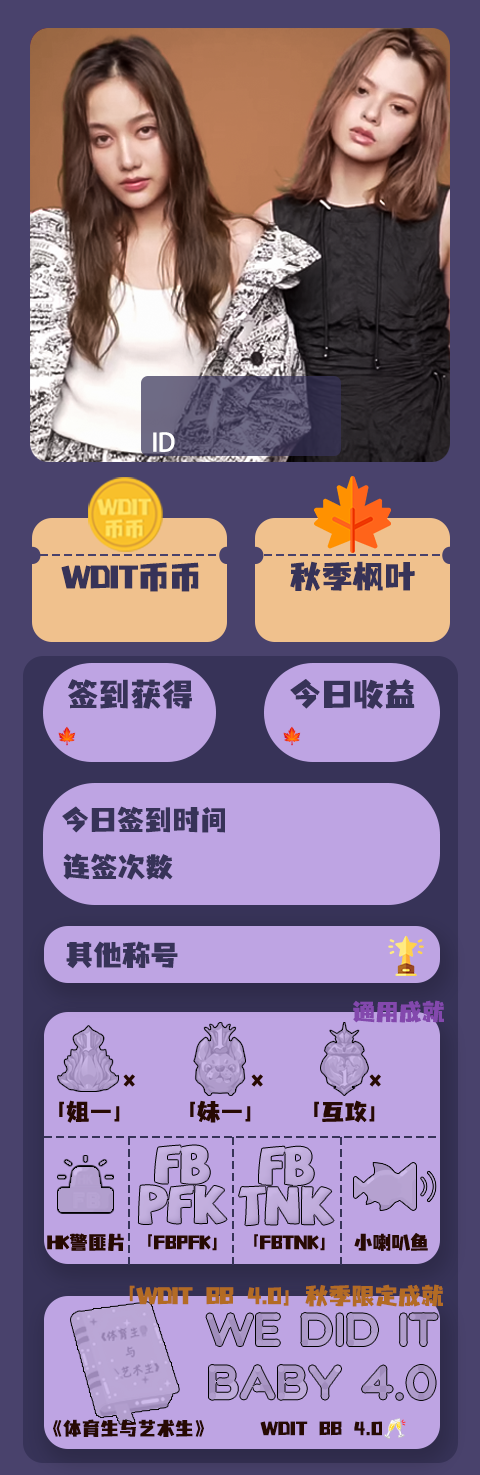 ID
WDIT
币币
WDIT币币
秋季枫叶
签到获得
今日收益
今日签到时间
连签次数
其他称号
通用成就
×
×
×
「姐一」
「妹一」
「互攻」
FB
PFK
FB
TNK
HK警匪片
「FBPFK」
「FBTNK」
小喇叭鱼
「WDIT BB 4.0」秋季限定成就
《体育生
与
艺术生》
WE DID IT
BABY 4.0
《体育生与艺术生》
WDIT BB 4.0🥂